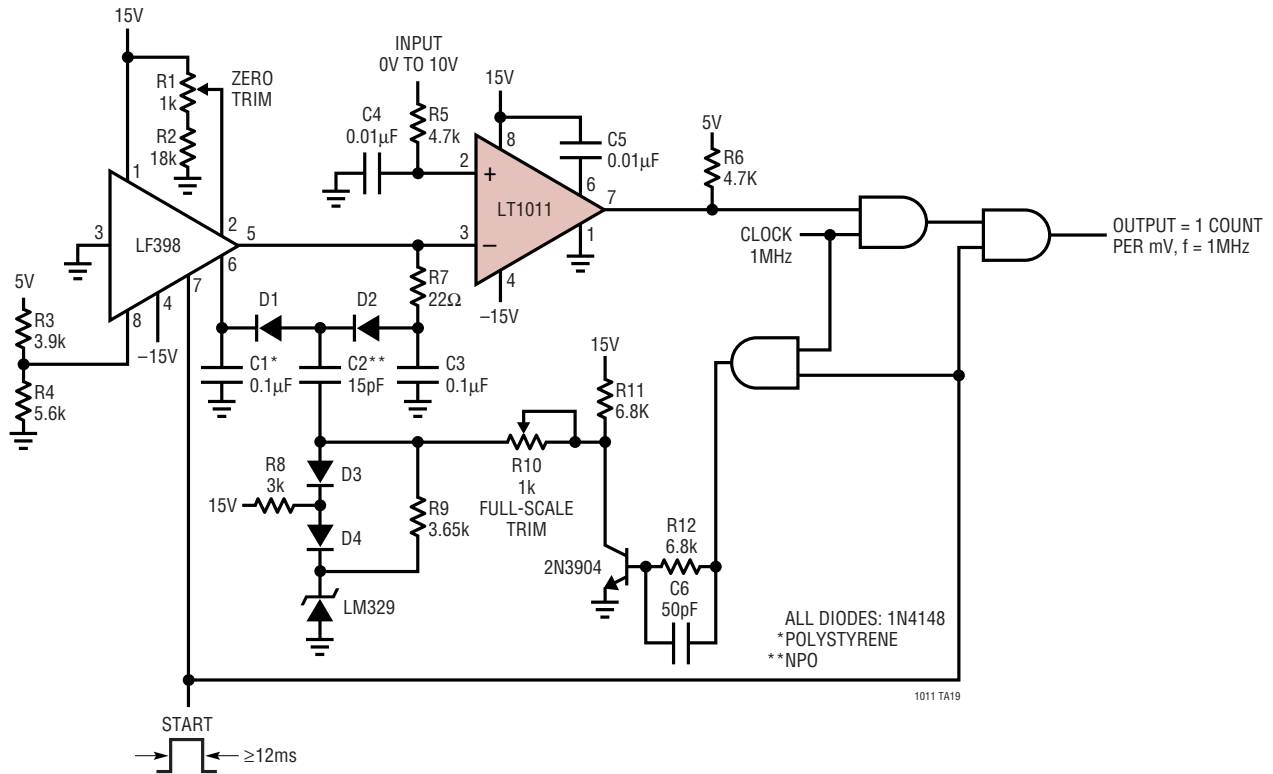 15V
R1
1k
ZERO
TRIM
R2
18k
1
2
3
LF398
5
6
7
8
4
–15V
5V
R3
3.9k
R4
5.6k
INPUT
0V TO 10V
C4
0.01µF
R5
4.7k
15V
8
C5
0.01µF
2
+
6
LT1011
7
3
–
1
4
–15V
5V
R6
4.7K
CLOCK
1MHz
OUTPUT = 1 COUNT
PER mV, f = 1MHz
R7
22Ω
D1
D2
C1*
0.1µF
C2**
15pF
C3
0.1µF
15V
R11
6.8K
R10
1k
FULL-SCALE
TRIM
R8
3k
15V
D3
D4
R9
3.65k
LM329
2N3904
R12
6.8k
C6
50pF
ALL DIODES: 1N4148
*POLYSTYRENE
**NPO
1011 TA19
START
≥12ms